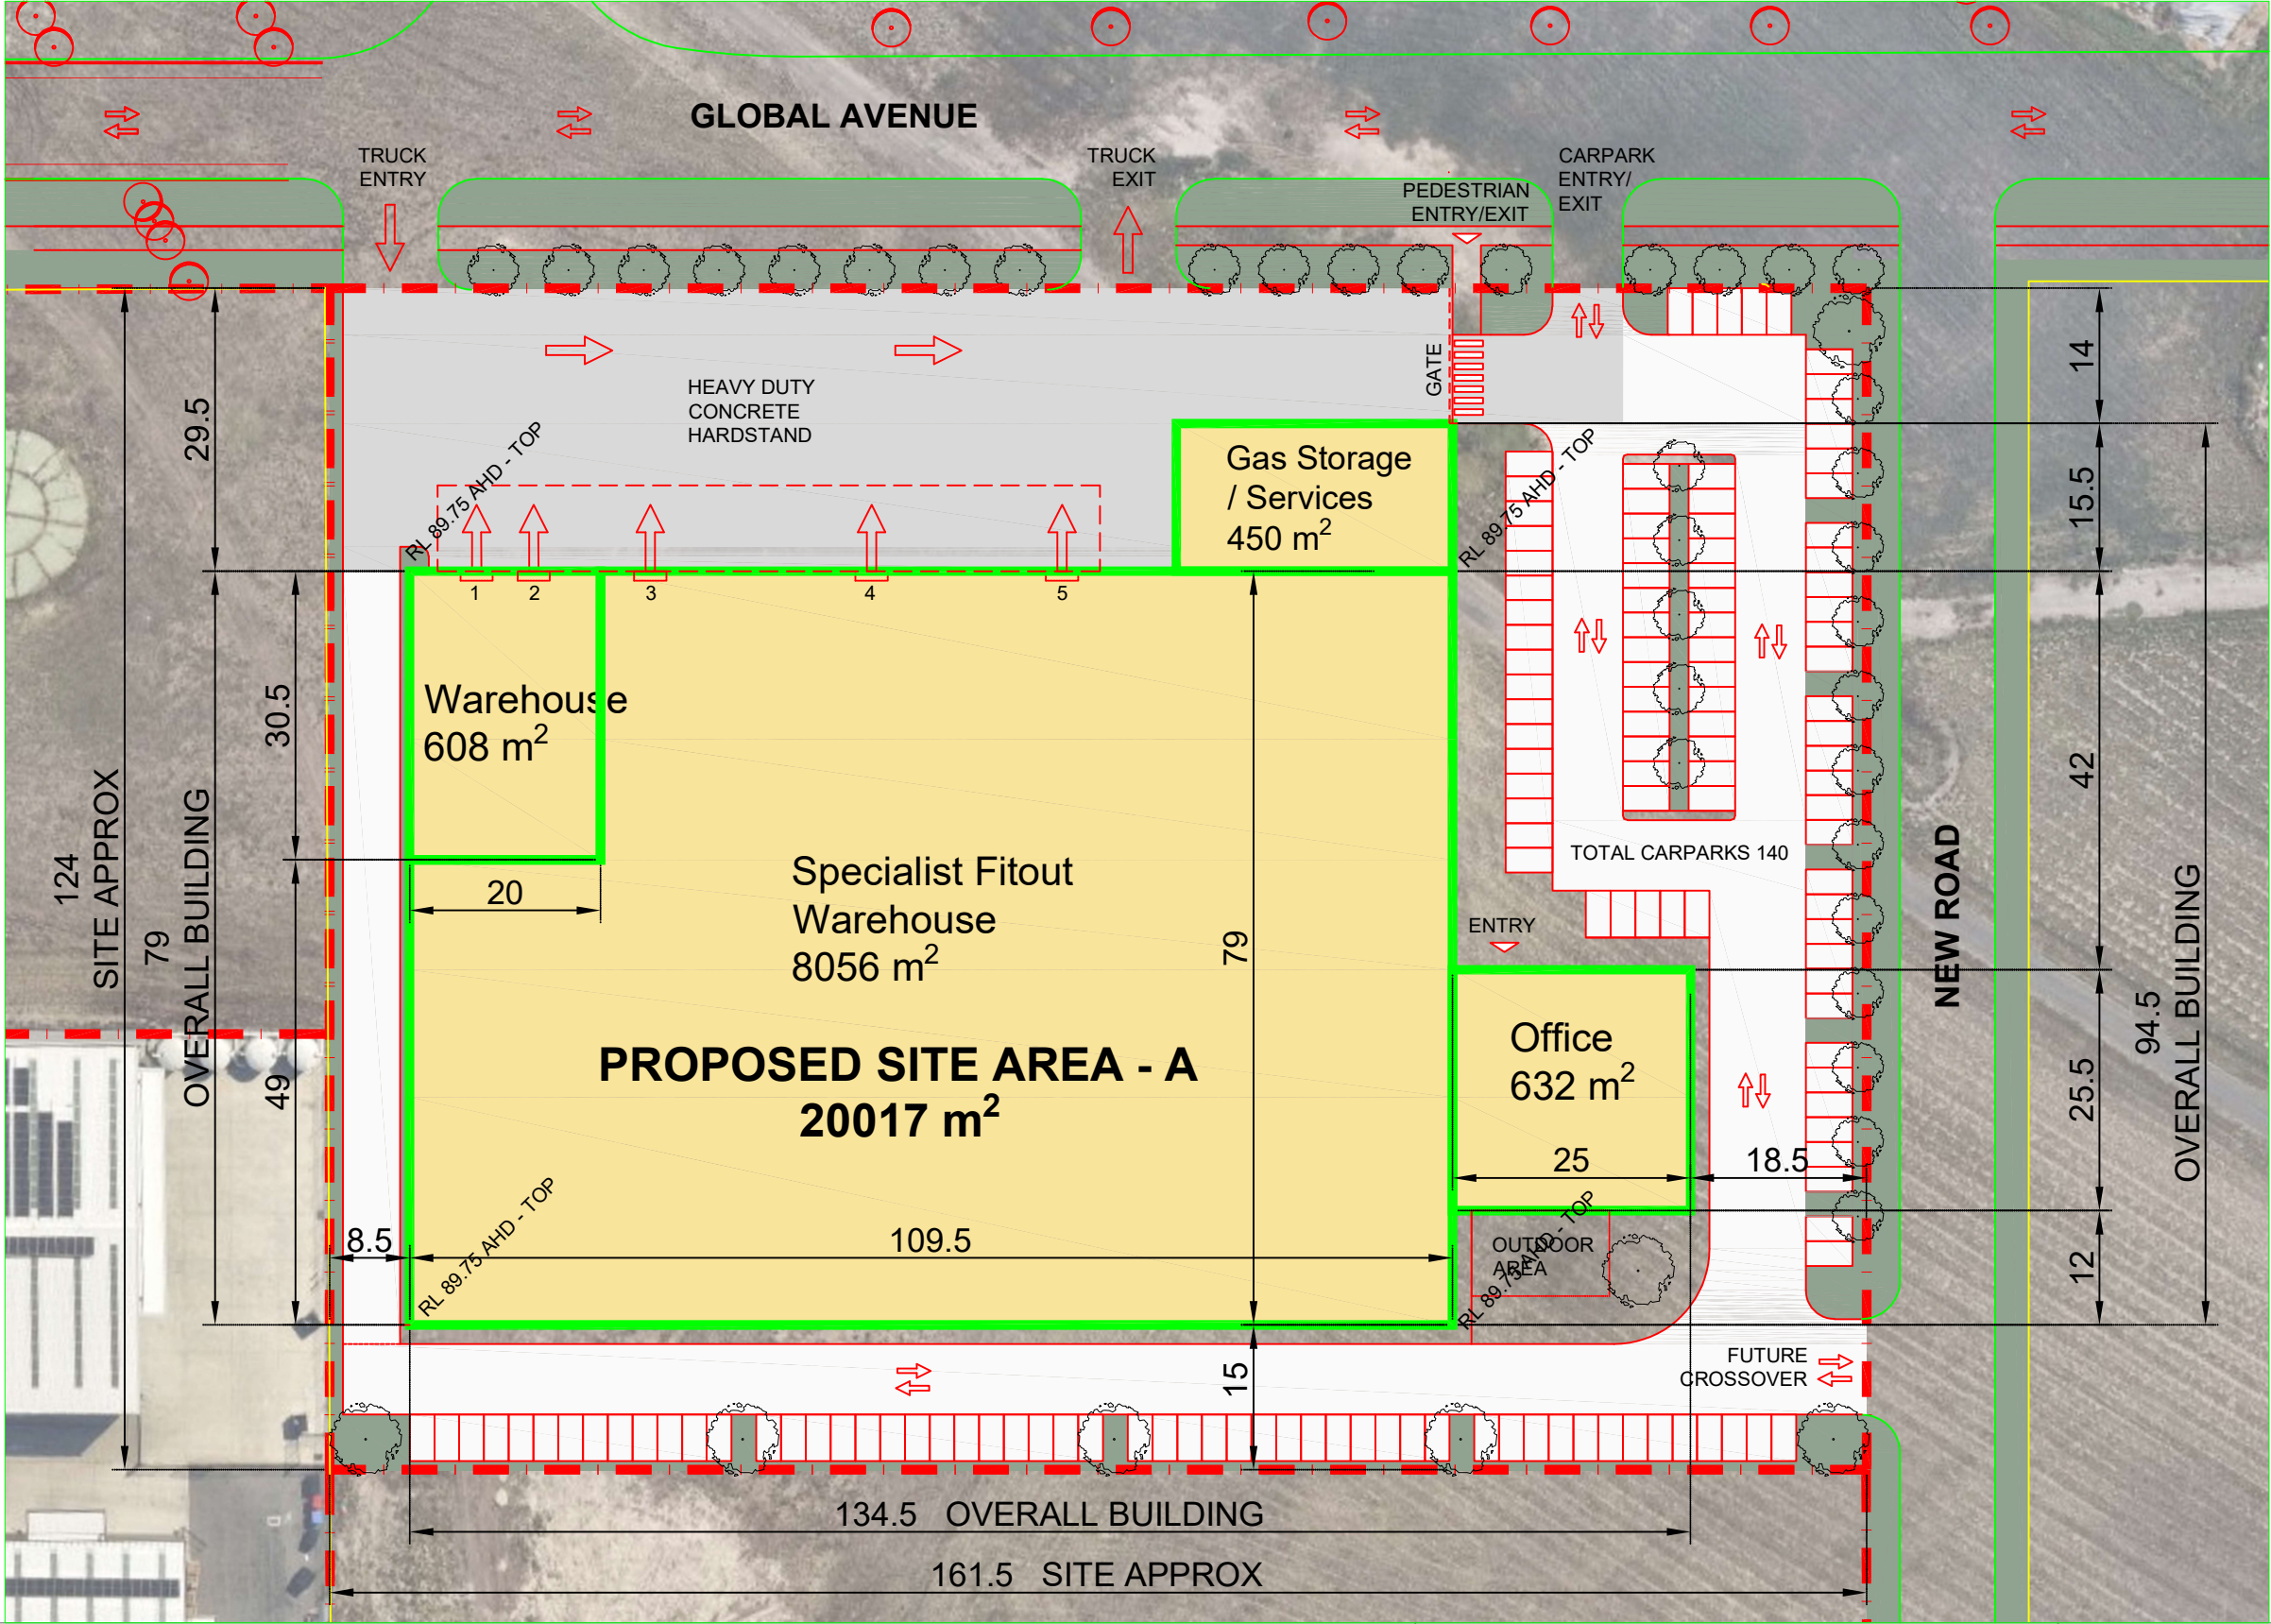 GLOBAL AVENUE
TRUCK
ENTRY
TRUCK
EXIT
PEDESTRIAN
ENTRY/EXIT
CARPARK
ENTRY/
EXIT
HEAVY DUTY
CONCRETE
HARDSTAND
GATE
RL 89.75 AHD - TOP
RL 89.75 AHD - TOP
Gas Storage
/ Services
450 m²
1
2
3
4
5
Warehouse
608 m²
20
Specialist Fitout
Warehouse
8056 m²
PROPOSED SITE AREA - A
20017 m²
79
TOTAL CARPARKS 140
ENTRY
Office
632 m²
25
18.5
OUTDOOR
AREA
RL 89.75 AHD - TOP
RL 89.75 AHD - TOP
8.5
109.5
15
FUTURE
CROSSOVER
NEW ROAD
29.5
30.5
49
124
SITE APPROX
79
OVERALL BUILDING
14
15.5
42
25.5
12
94.5
OVERALL BUILDING
134.5 OVERALL BUILDING
161.5 SITE APPROX